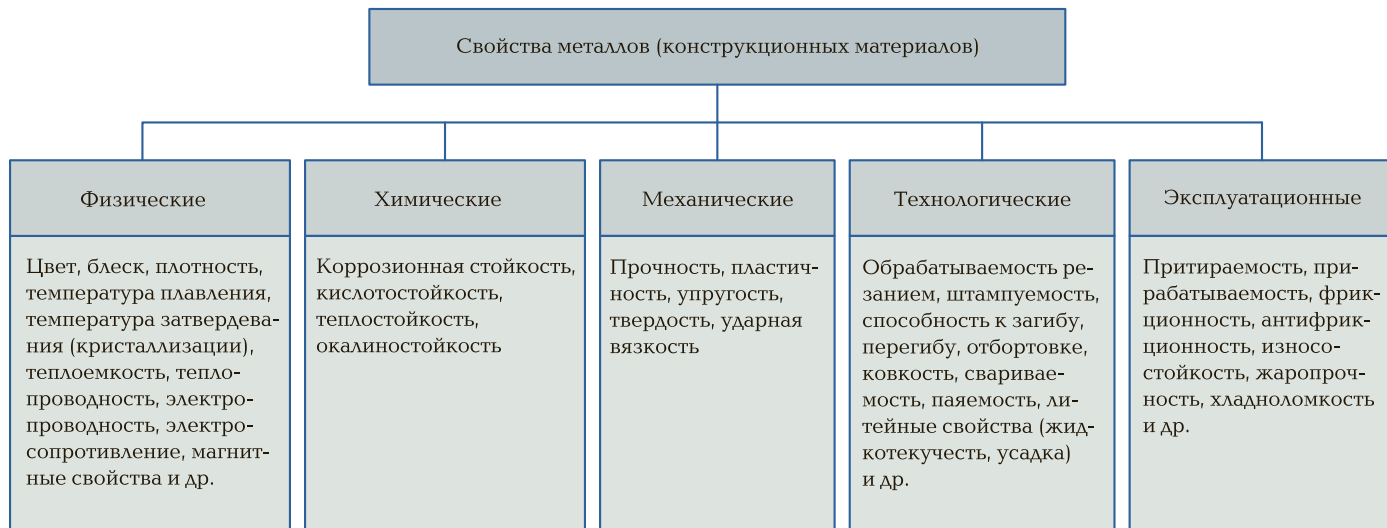 Свойства металлов (конструкционных материалов)
Физические
Цвет, блеск, плотность,
температура плавления,
температура затвердева-
ния (кристаллизации),
теплоемкость, тепло-
проводность, электро-
проводность, электро-
сопротивление, магнит-
ные свойства и др.
Химические
Коррозионная стойкость,
кислотостойкость,
теплостойкость,
окалиностойкость
Механические
Прочность, пластич-
ность, упругость,
твердость, ударная
вязкость
Технологические
Обрабатываемость ре-
занием, штампуемость,
способность к загибу,
перегибу, отбортовке,
ковкость, сваривае-
мость, паяемость, ли-
тейные свойства (жид-
котекучесть, усадка)
и др.
Эксплуатационные
Притираемость, при-
рабатываемость, фрик-
ционность, антифрик-
ционность, износо-
стойкость, жаропроч-
ность, хладноломкость
и др.